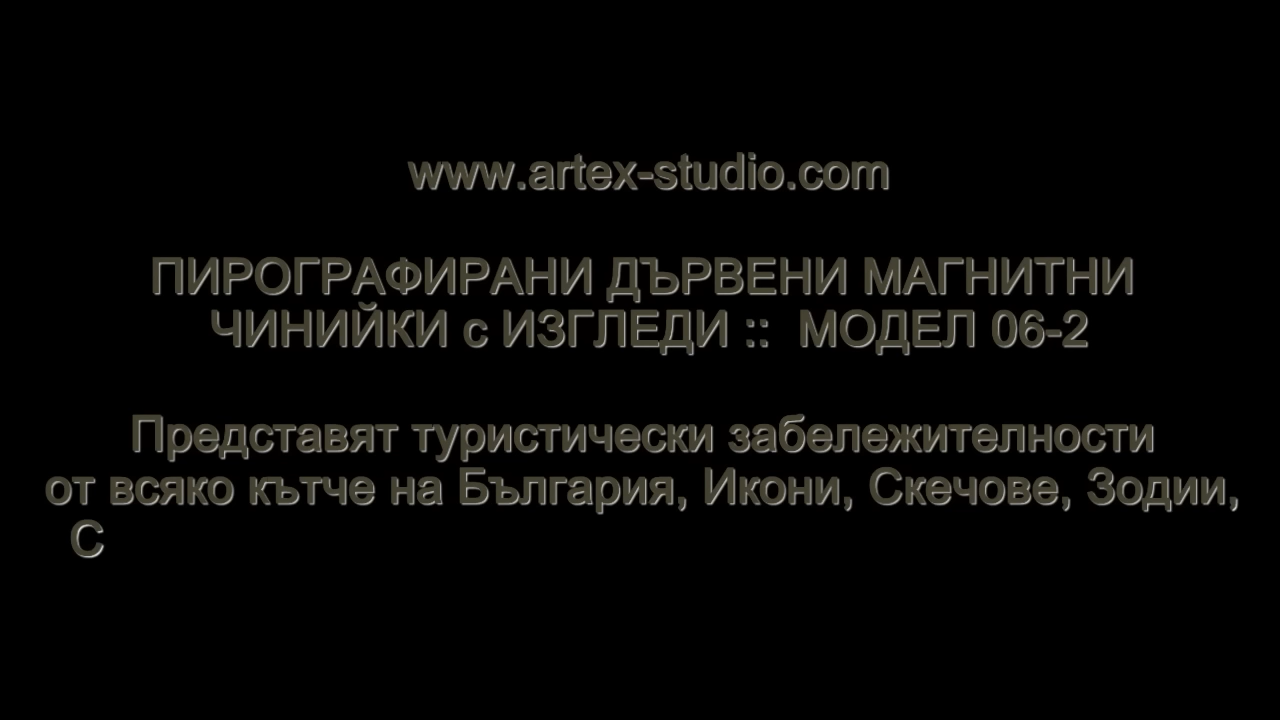 www.artex-studio.com
ПИРОГРАФИРАНИ ДЪРВЕНИ МАГНИТНИ
ЧИНИЙКИ с ИЗГЛЕДИ :: МОДЕЛ 06-2
Представят туристически забележителности
от всяко кътче на България, Икони, Скечове, Зодии,
С